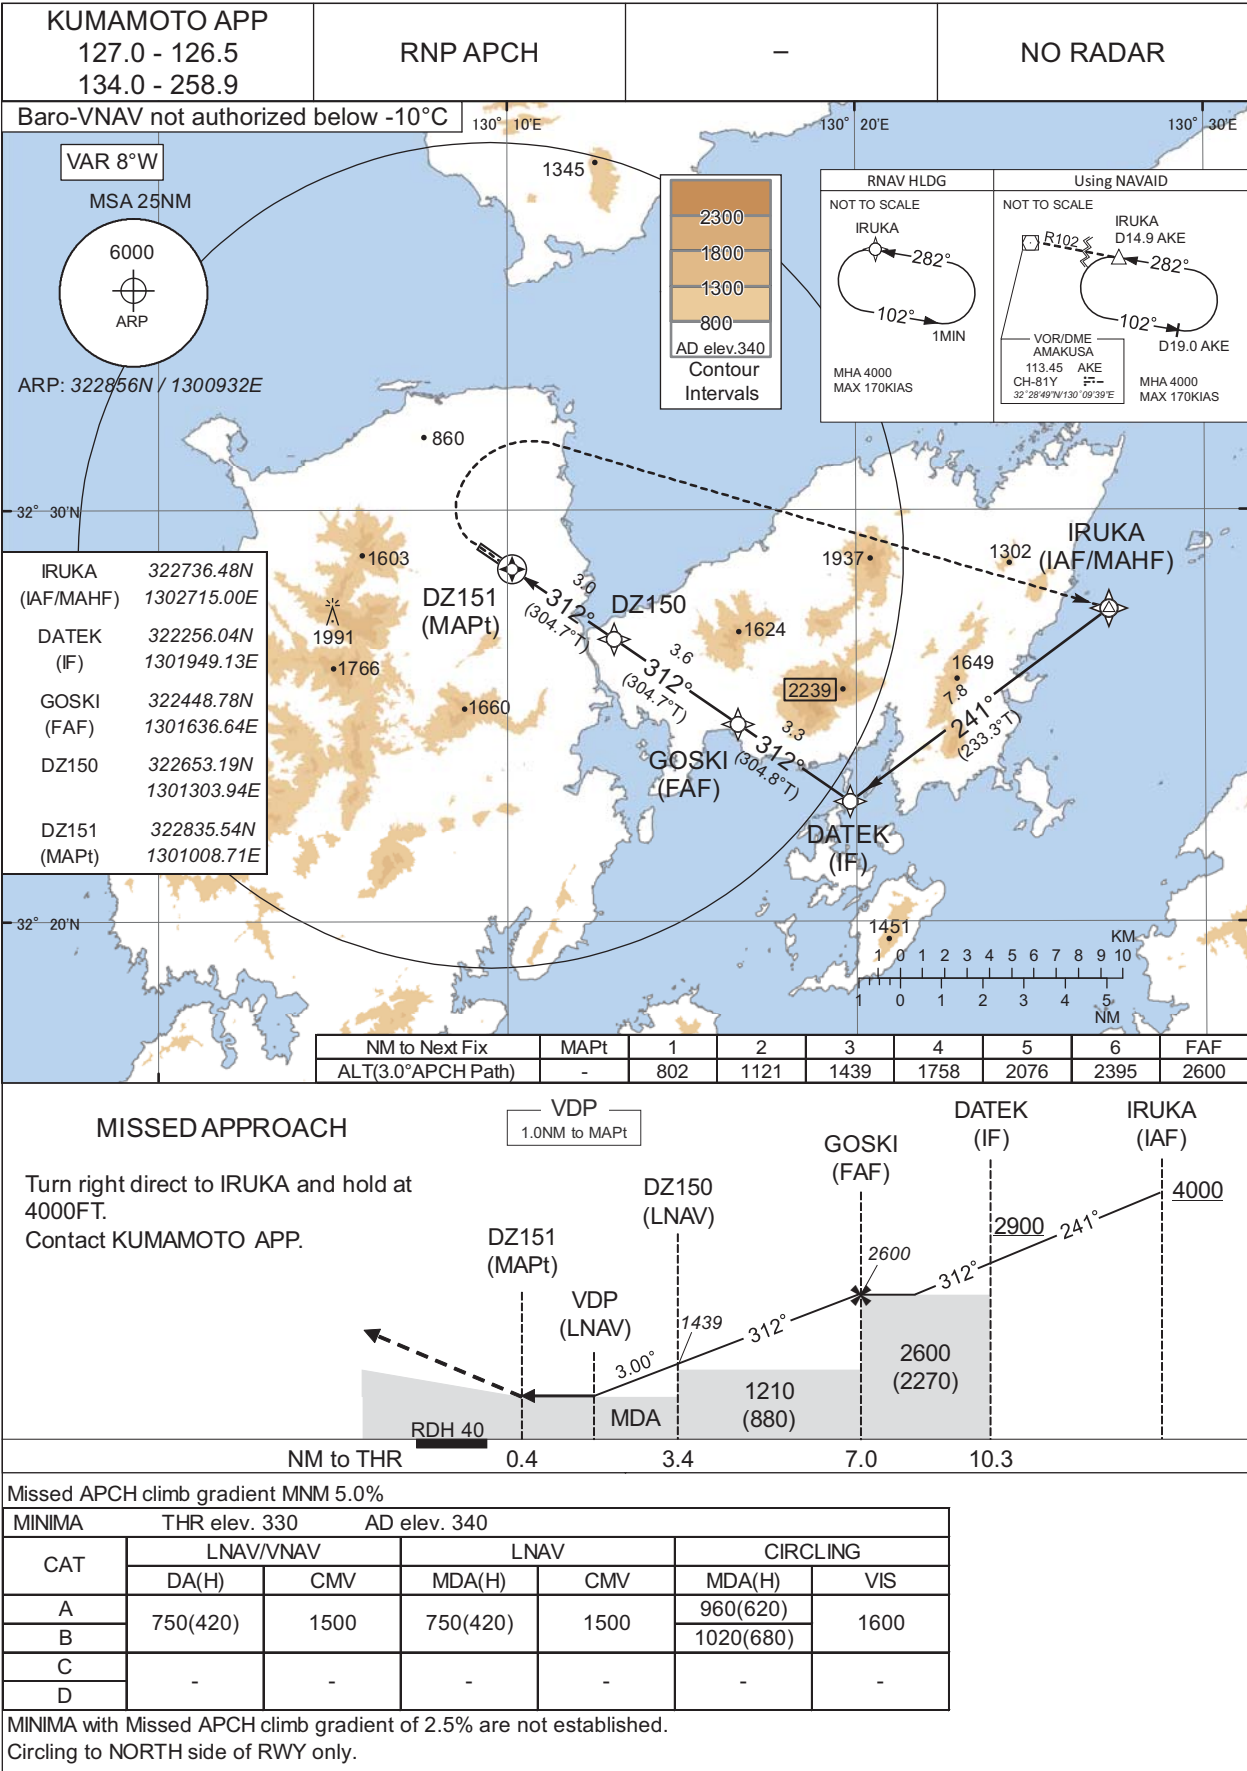 KUMAMOTO APP
127.0 - 126.5
134.0 - 258.9
RNP APCH
–
NO RADAR
Baro-VNAV not authorized below -10°C
130° 10'E
130° 20'E
130° 30'E
VAR 8°W
MSA 25NM
6000
ARP
ARP: 322856N / 1300932E
1345
2300
1800
1300
800
AD elev.340
Contour
Intervals
RNAV HLDG
NOT TO SCALE
IRUKA
282°
102°
1MIN
MHA 4000
MAX 170KIAS
Using NAVAID
NOT TO SCALE
IRUKA
D14.9 AKE
R102
282°
102°
D19.0 AKE
VOR/DME
AMAKUSA
113.45 AKE
CH-81Y
32°28'49"N/130°09'39"E
MHA 4000
MAX 170KIAS
860
32° 30'N
1603
1991
1766
1660
1937
1302
1624
2239
1649
1451
IRUKA
(IAF/MAHF)
DZ151
(MAPt)
DZ150
GOSKI
(FAF)
DATEK
(IF)
3.0
312°
(304.7°T)
3.6
312°
(304.7°T)
3.3
312°
(304.8°T)
7.8
241°
(233.3°T)
IRUKA 322736.48N
(IAF/MAHF) 1302715.00E
DATEK 322256.04N
(IF) 1301949.13E
GOSKI 322448.78N
(FAF) 1301636.64E
DZ150 322653.19N
1301303.94E
DZ151 322835.54N
(MAPt) 1301008.71E
32° 20'N
KM
1 0 1 2 3 4 5 6 7 8 9 10
1 0 1 2 3 4 5
NM
NM to Next Fix MAPt 1 2 3 4 5 6 FAF
ALT(3.0°APCH Path) - 802 1121 1439 1758 2076 2395 2600
MISSED APPROACH
Turn right direct to IRUKA and hold at
4000FT.
Contact KUMAMOTO APP.
VDP
1.0NM to MAPt
DZ151
(MAPt)
VDP
(LNAV)
DZ150
(LNAV)
GOSKI
(FAF)
DATEK
(IF)
IRUKA
(IAF)
4000
2900
241°
312°
2600
1439
312°
3.00°
2600
(2270)
1210
(880)
MDA
RDH 40
NM to THR 0.4 3.4 7.0 10.3
Missed APCH climb gradient MNM 5.0%
MINIMA THR elev. 330 AD elev. 340
CAT LNAV/VNAV LNAV CIRCLING
DA(H) CMV MDA(H) CMV MDA(H) VIS
A 750(420) 1500 750(420) 1500 960(620) 1600
B 1020(680)
C - - - - - -
D
MINIMA with Missed APCH climb gradient of 2.5% are not established.
Circling to NORTH side of RWY only.